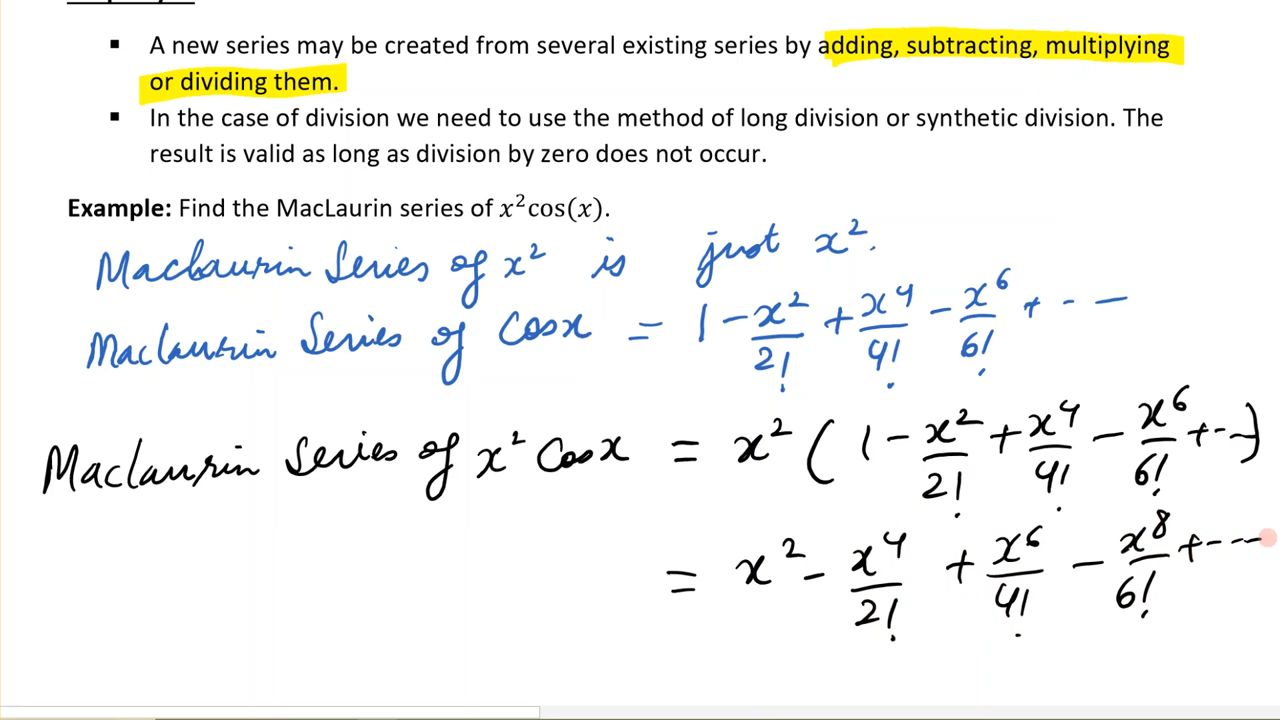 ▪ A new series may be created from several existing series by adding, subtracting, multiplying
or dividing them.
▪ In the case of division we need to use the method of long division or synthetic division. The
result is valid as long as division by zero does not occur.
Example: Find the MacLaurin series of x²cos(x).
Maclaurin Series of x² is just x².
Maclaurin Series of Cosx = 1 - x²/2! + x⁴/4! - x⁶/6! + ---
Maclaurin Series of x² Cosx = x² ( 1 - x²/2! + x⁴/4! - x⁶/6! + --- )
= x² - x⁴/2! + x⁶/4! - x⁸/6! + ----